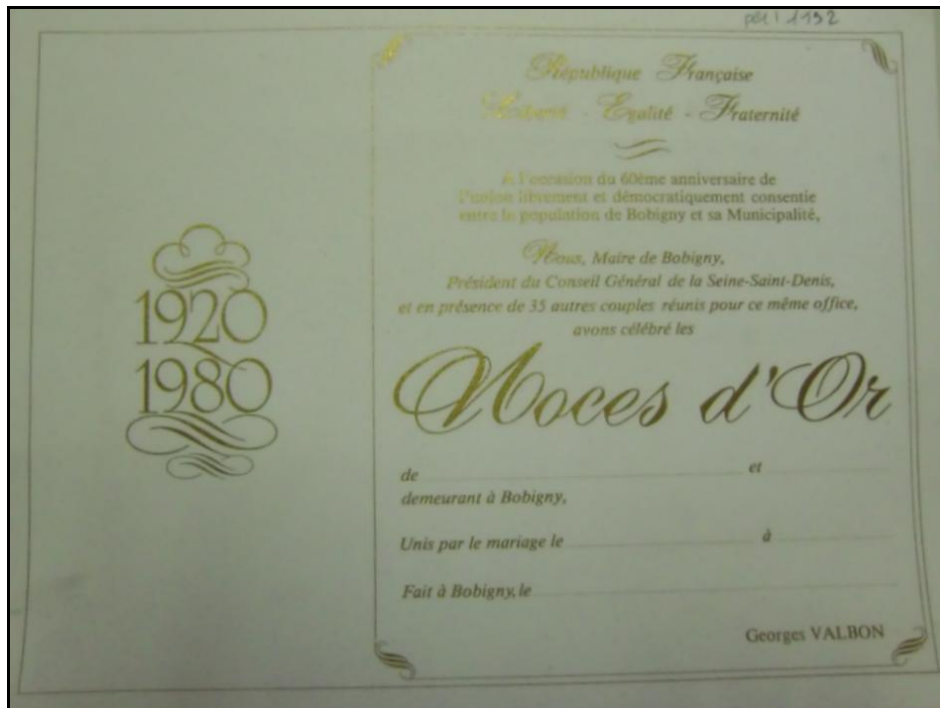 1152
1920
1980
République Française
Liberté - Egalité - Fraternité
A l'occasion du 60ème anniversaire de
l'union librement et démocratiquement consentie
entre la population de Bobigny et sa Municipalité,
Nous, Maire de Bobigny,
Président du Conseil Général de la Seine-Saint-Denis,
et en présence de 35 autres couples réunis pour ce même office,
avons célébré les
Noces d'Or
de et
demeurant à Bobigny,
Unis par le mariage le à
Fait à Bobigny, le
Georges VALBON